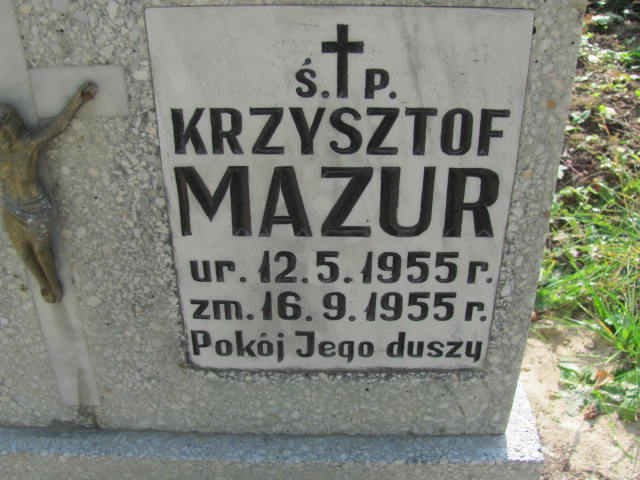 ś. p.
KRZYSZTOF
MAZUR
ur. 12.5.1955 r.
zm. 16.9.1955 r.
Pokój Jego duszy